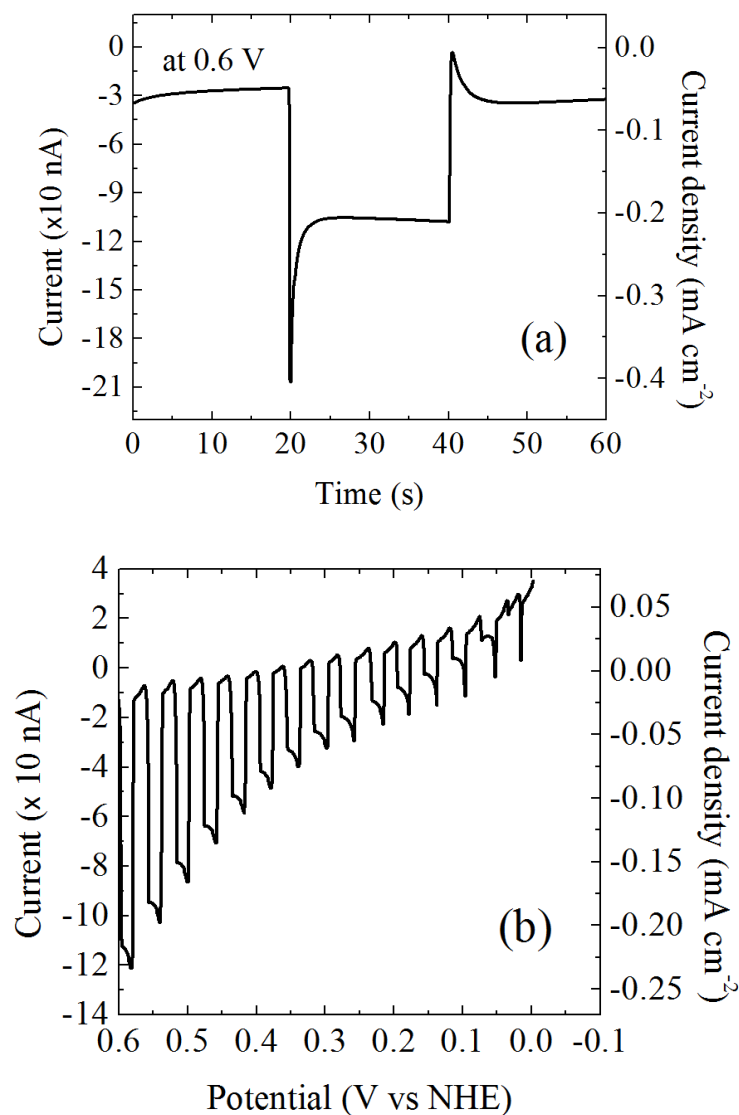 0
-3
-6
-9
-12
-15
-18
-21
Current (x10 nA)
at 0.6 V
(a)
0.0
-0.1
-0.2
-0.3
-0.4
Current density (mA cm-2)
0 10 20 30 40 50 60
Time (s)
4
2
0
-2
-4
-6
-8
-10
-12
-14
Current (x 10 nA)
(b)
0.05
0.00
-0.05
-0.10
-0.15
-0.20
-0.25
Current density (mA cm-2)
0.6 0.5 0.4 0.3 0.2 0.1 0.0 -0.1
Potential (V vs NHE)